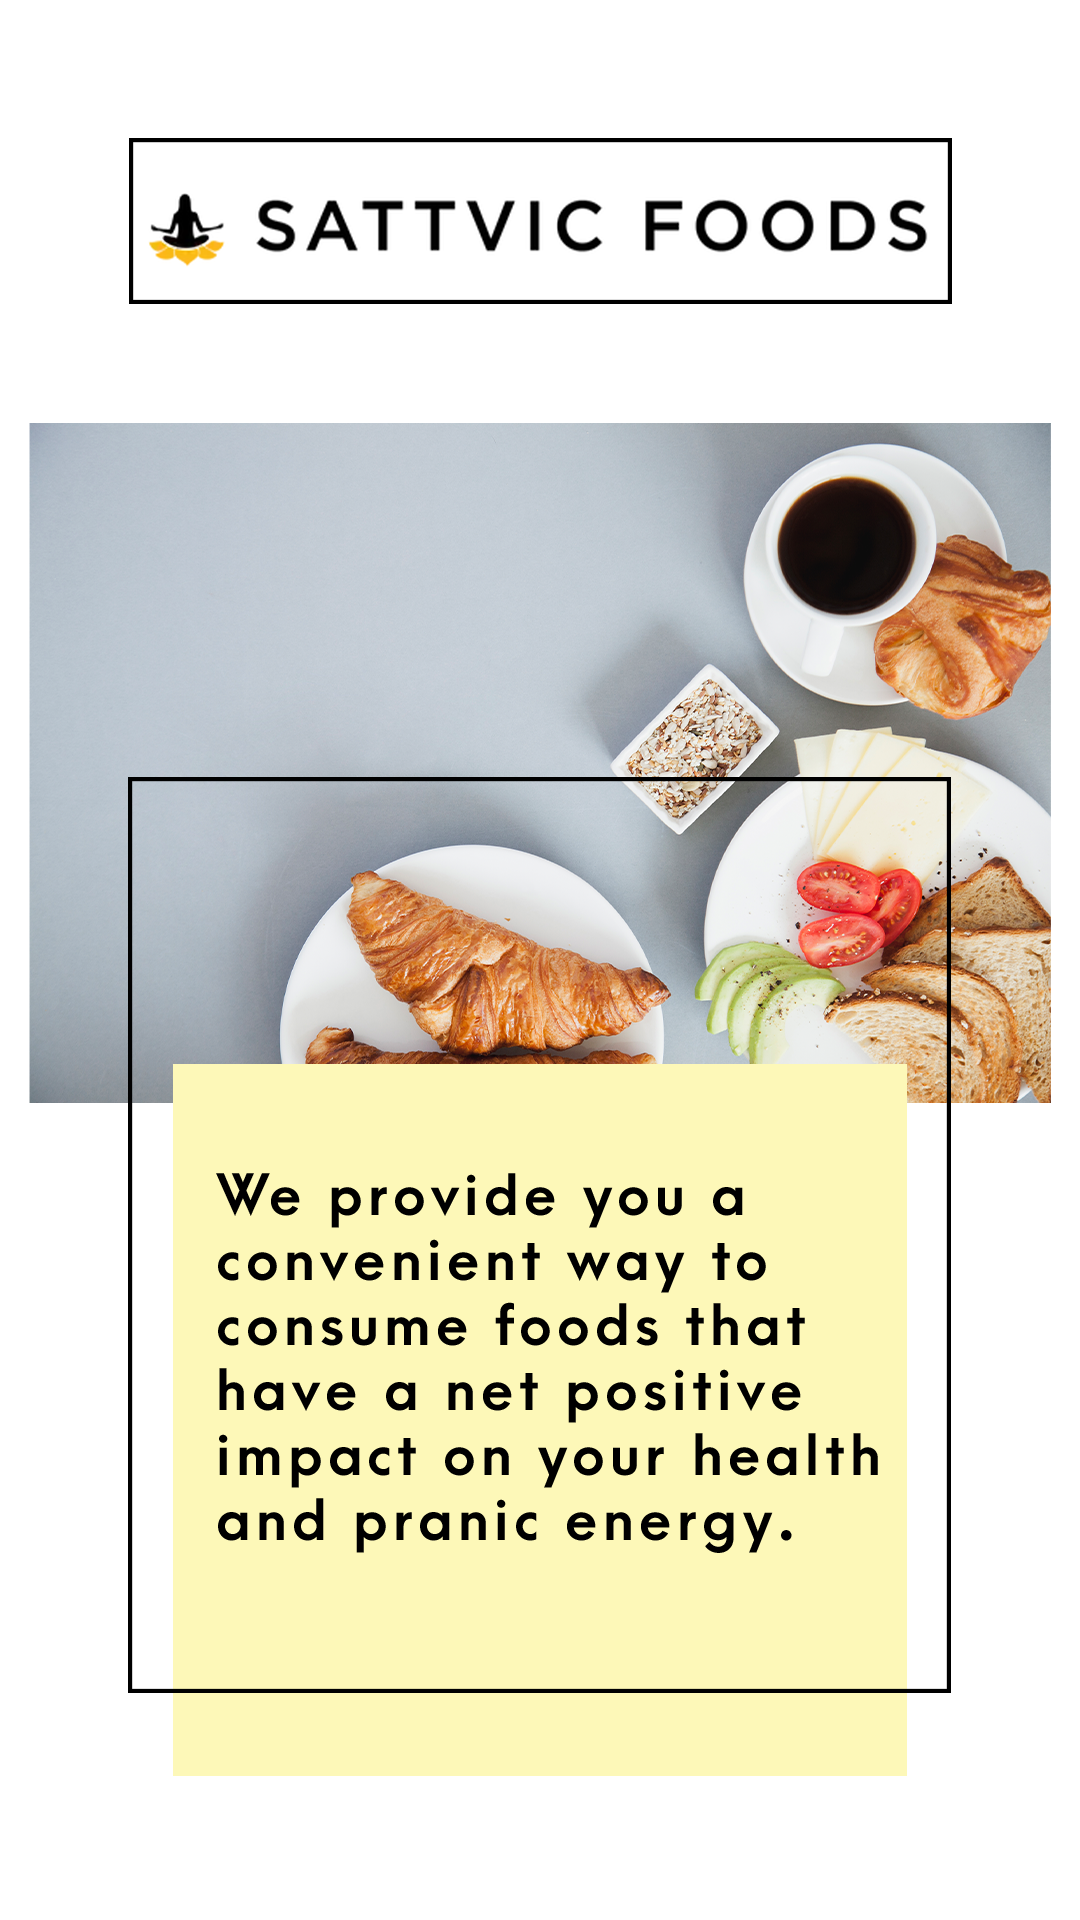 SATTVIC FOODS
We provide you a
convenient way to
consume foods that
have a net positive
impact on your health
and pranic energy.